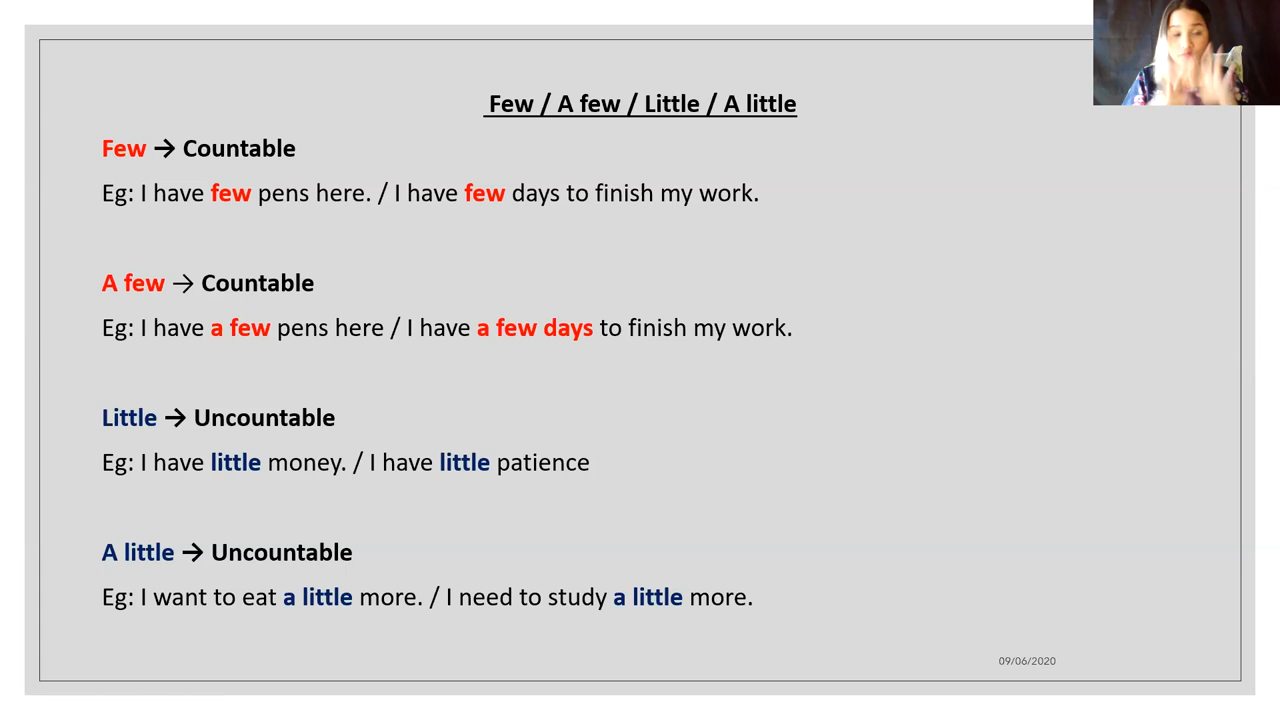 Few / A few / Little / A little
Few → Countable
Eg: I have few pens here. / I have few days to finish my work.
A few → Countable
Eg: I have a few pens here / I have a few days to finish my work.
Little → Uncountable
Eg: I have little money. / I have little patience
A little → Uncountable
Eg: I want to eat a little more. / I need to study a little more.
09/06/2020